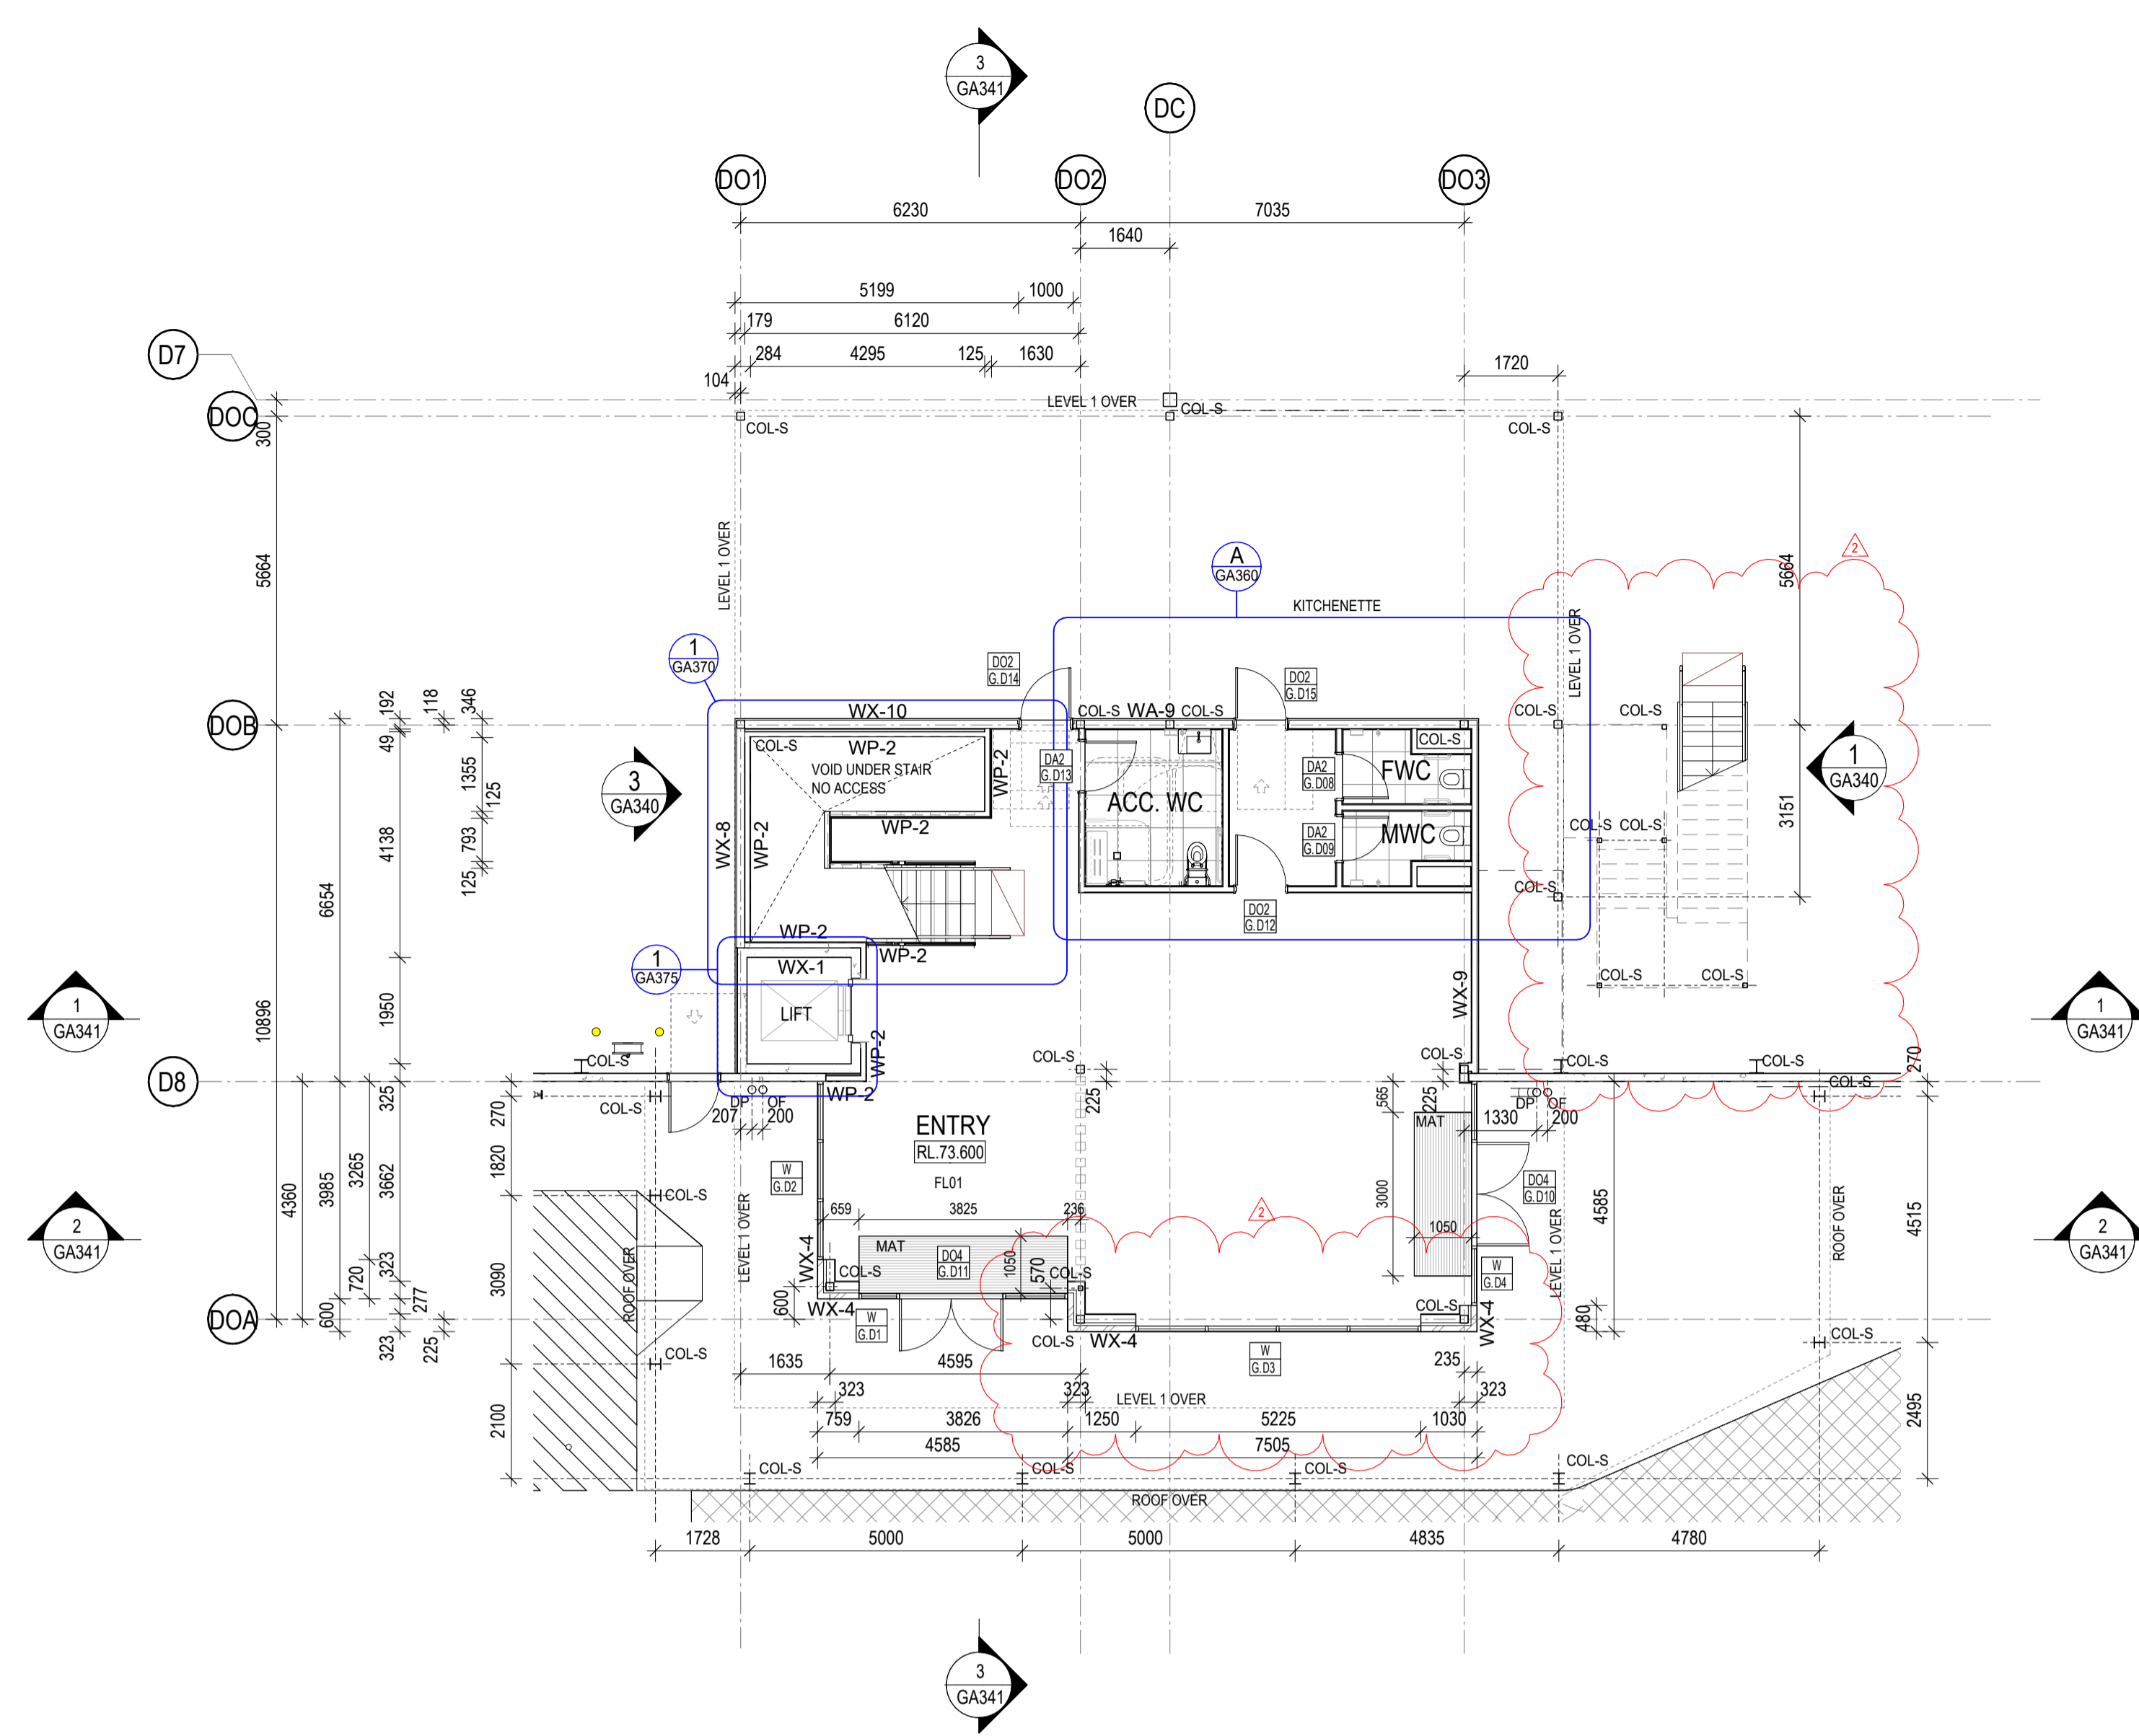 3
GA341
DC
DO1
DO2
DO3
6230
7035
1640
5199
1000
179
6120
284
4295
125
1630
1720
104
D7
DOC
LEVEL 1 OVER
COL-S
COL-S
COL-S
300
5664
LEVEL 1 OVER
5664
2
A
GA360
KITCHENETTE
LEVEL 1 OVER
1
GA370
DO2
G.D14
DO2
G.D15
192
118
346
DOB
WX-10
COL-S
WA-9
COL-S
COL-S
COL-S
49
COL-S
WP-2
WP-2
COL-S
VOID UNDER STAIR
NO ACCESS
DA2
G.D13
DA2
G.D08
FWC
1
GA340
3
GA340
1355
125
ACC. WC
3151
WX-8
WP-2
WP-2
DA2
G.D09
MWC
COL-S
COL-S
4138
793
125
6654
COL-S
DO2
G.D12
WP-2
WP-2
1
GA375
WX-1
COL-S
COL-S
WX-9
1
GA341
10896
1950
LIFT
1
GA341
WP-2
COL-S
COL-S
COL-S
COL-S
COL-S
270
D8
COL-S
325
270
COL-S
WP-2
DP
OF
207
200
225
565
225
MAT
DP
OF
1330
200
ENTRY
RL.73.600
FL01
4360
3985
3265
3662
1820
W
G.D2
3000
DO4
G.D10
4585
4515
COL-S
659
3825
236
2
1050
2
GA341
MAT
DO4
G.D11
1050
570
COL-S
COL-S
WX-4
LEVEL 1 OVER
ROOF OVER
W
G.D4
LEVEL 1 OVER
ROOF OVER
2
GA341
720
323
277
3090
DOA
600
323
225
600
WX-4
W
G.D1
COL-S
WX-4
COL-S
WX-4
480
COL-S
COL-S
W
G.D3
1635
4595
235
323
323
LEVEL 1 OVER
323
2100
2495
759
3826
1250
5225
1030
4585
7505
COL-S
COL-S
COL-S
COL-S
ROOF OVER
1728
5000
5000
4835
4780
3
GA341